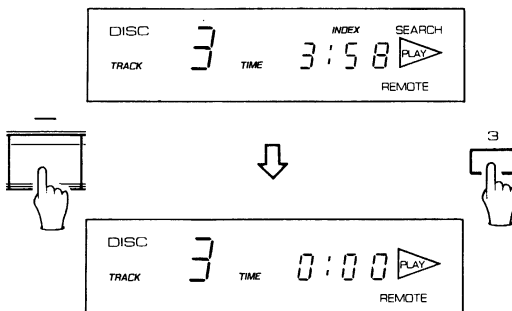 DISC INDEX SEARCH
TRACK 3 TIME 3:58 PLAY
REMOTE
3
DISC
TRACK 3 TIME 0:00 PLAY
REMOTE